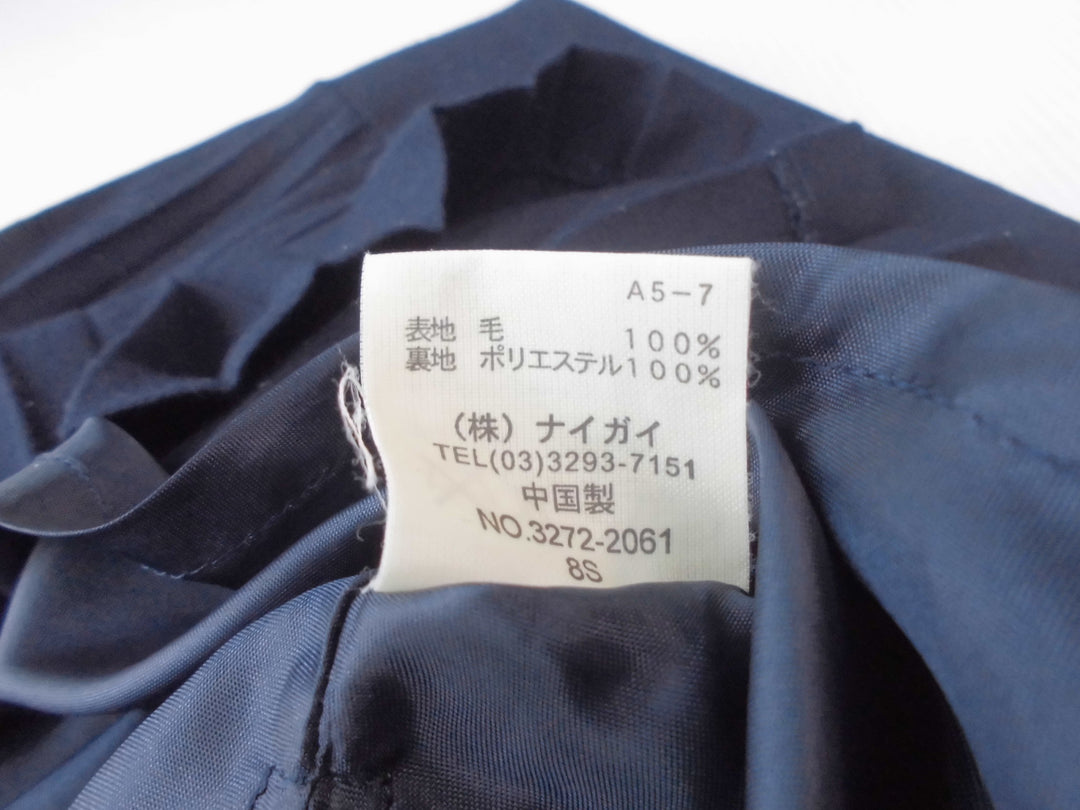 A5-7
表地 毛 100%
裏地 ポリエステル100%
(株) ナイガイ
TEL(03)3293-7151
中国製
NO.3272-2061
8S